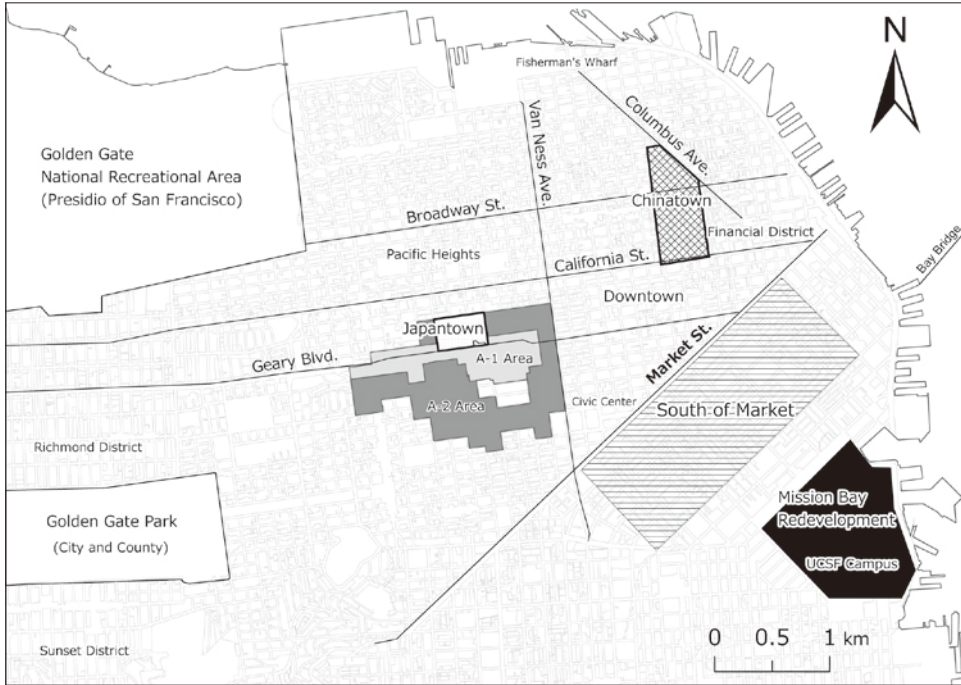 Fisherman's Wharf
N
Columbus Ave.
Van Ness Ave.
Golden Gate
National Recreational Area
(Presidio of San Francisco)
Broadway St.
Chinatown
Financial District
Pacific Heights
California St.
Bay Bridge
Downtown
Japantown
Geary Blvd.
A-1 Area
Market St.
A-2 Area
Civic Center
South of Market
Richmond District
Mission Bay
Redevelopment
Golden Gate Park
(City and County)
UCSF Campus
Sunset District
0 0.5 1 km